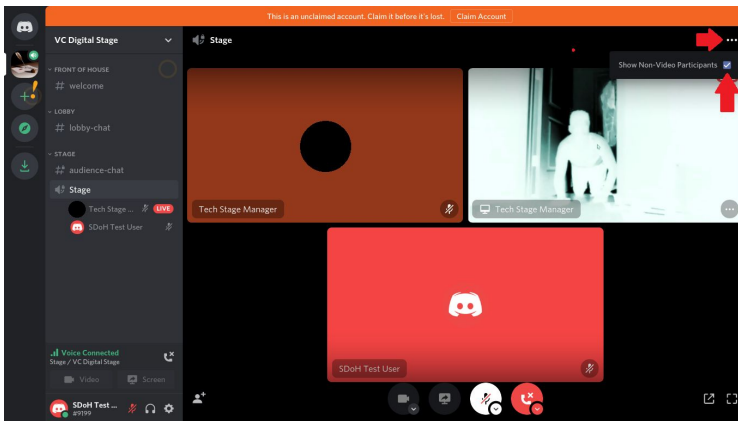 This is an unclaimed account. Claim it before it's lost.
Claim Account
VC Digital Stage
Stage
Show Non-Video Participants
FRONT OF HOUSE
# welcome
LOBBY
# lobby-chat
STAGE
# audience-chat
Stage
Tech Stage ... LIVE
SDoH Test User
Tech Stage Manager
Tech Stage Manager
SDoH Test User
Voice Connected
Stage / VC Digital Stage
Video
Screen
SDoH Test ...
#9199